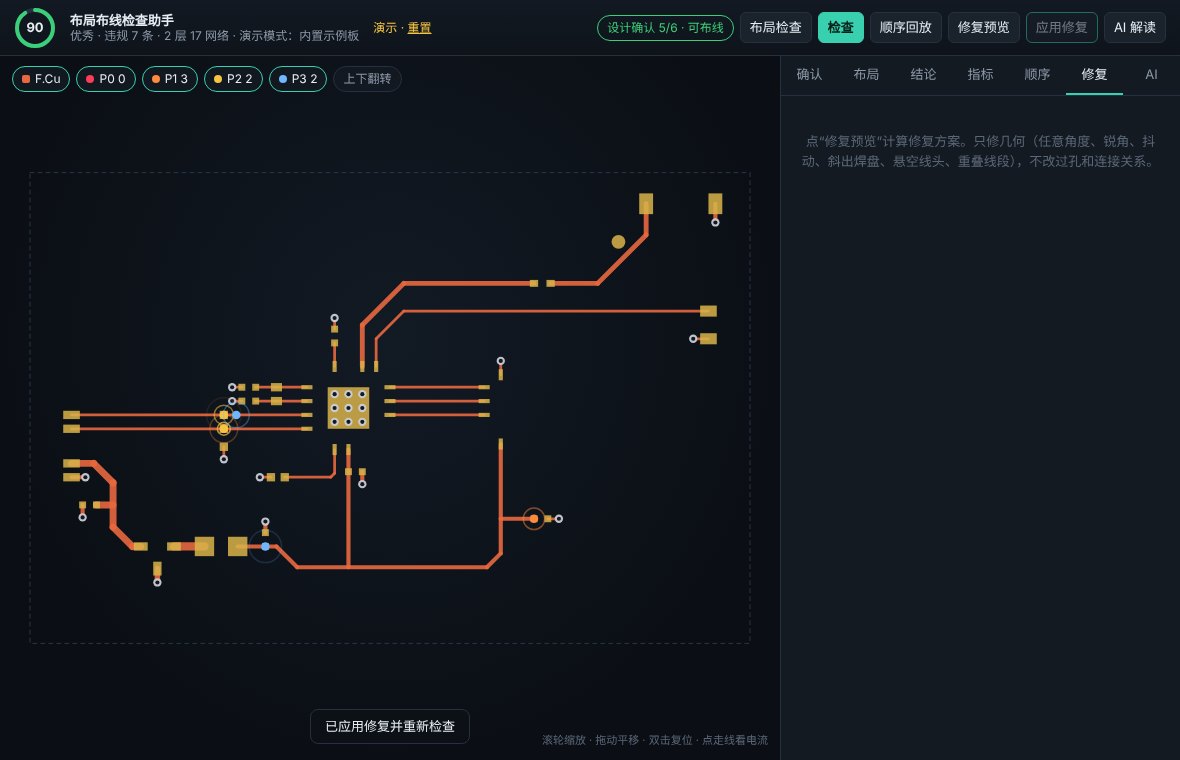 90
布局布线检查助手
优秀 · 违规 7 处 · 2 层 17 网络 · 演示模式：内置示例板
演示 · 重置
设计确认 5/6 · 可布线
布局检查
检查
顺序回放
修复预览
应用修复
AI 解读
F.Cu
P0 0
P1 3
P2 2
P3 2
上下翻转
确认
布局
结论
指标
顺序
修复
AI
点“修复预览”计算修复方案。只修几何（任意角度、锐角、抖
动、斜出焊盘、悬空线头、重叠线段），不改过孔和连接关系。
已应用修复并重新检查
滚轮缩放 · 拖动平移 · 双击复位 · 点走线看电流